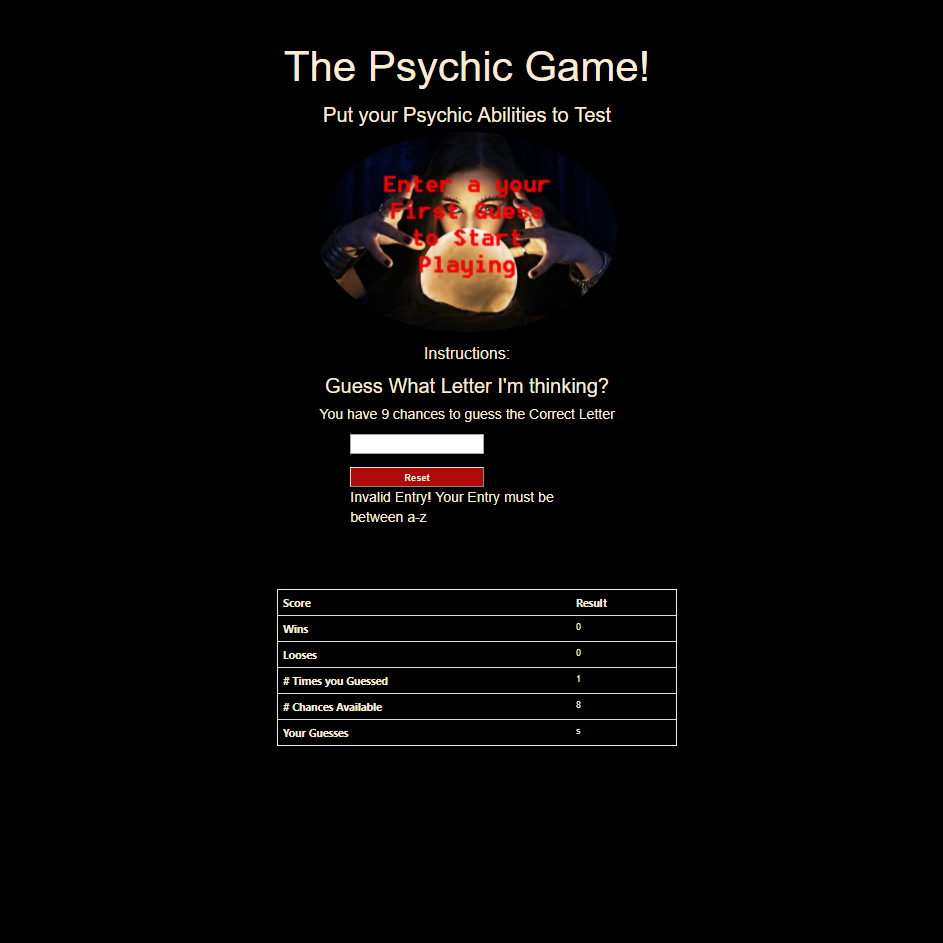 The Psychic Game!
Put your Psychic Abilities to Test
Enter a your
First Guess
to Start
Playing
Instructions:
Guess What Letter I'm thinking?
You have 9 chances to guess the Correct Letter
Reset
Invalid Entry! Your Entry must be
between a-z
Score Result
Wins 0
Looses 0
# Times you Guessed 1
# Chances Available 8
Your Guesses s